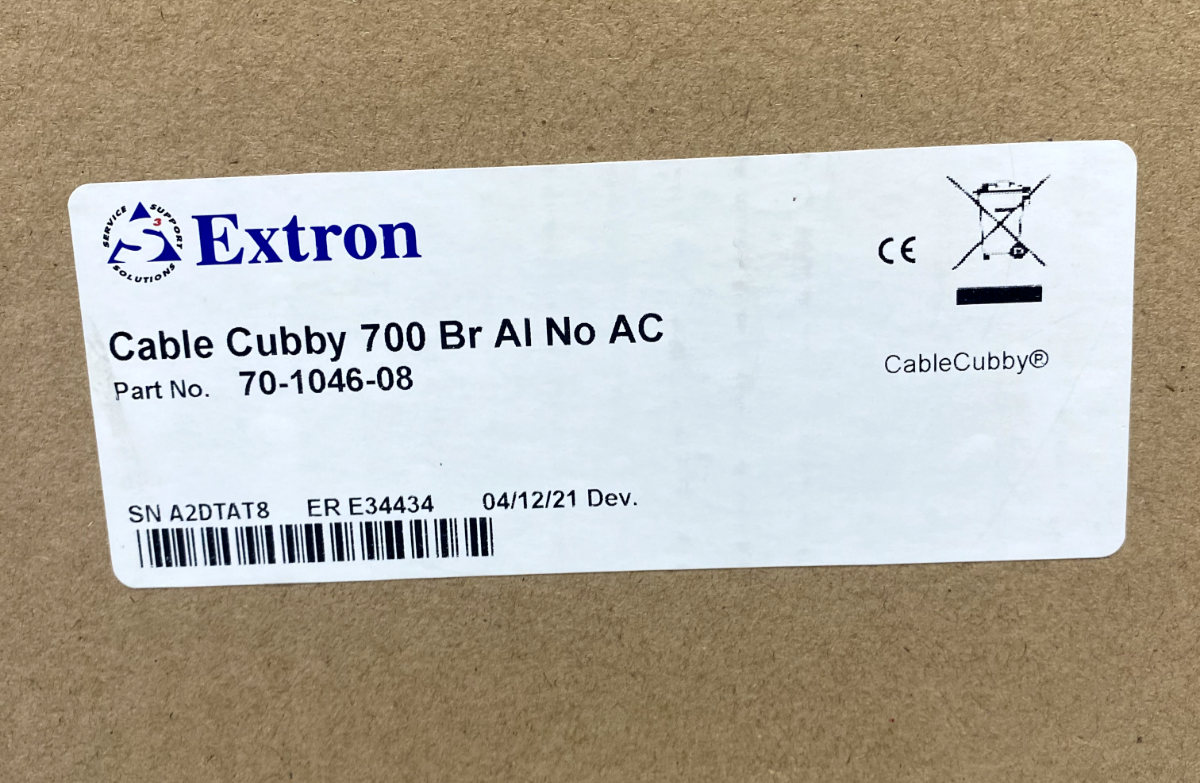 SERVICE SUPPORT SOLUTIONS
S3
Extron
CE
Cable Cubby 700 Br Al No AC
Part No. 70-1046-08
CableCubby®
SN A2DTAT8 ER E34434 04/12/21 Dev.